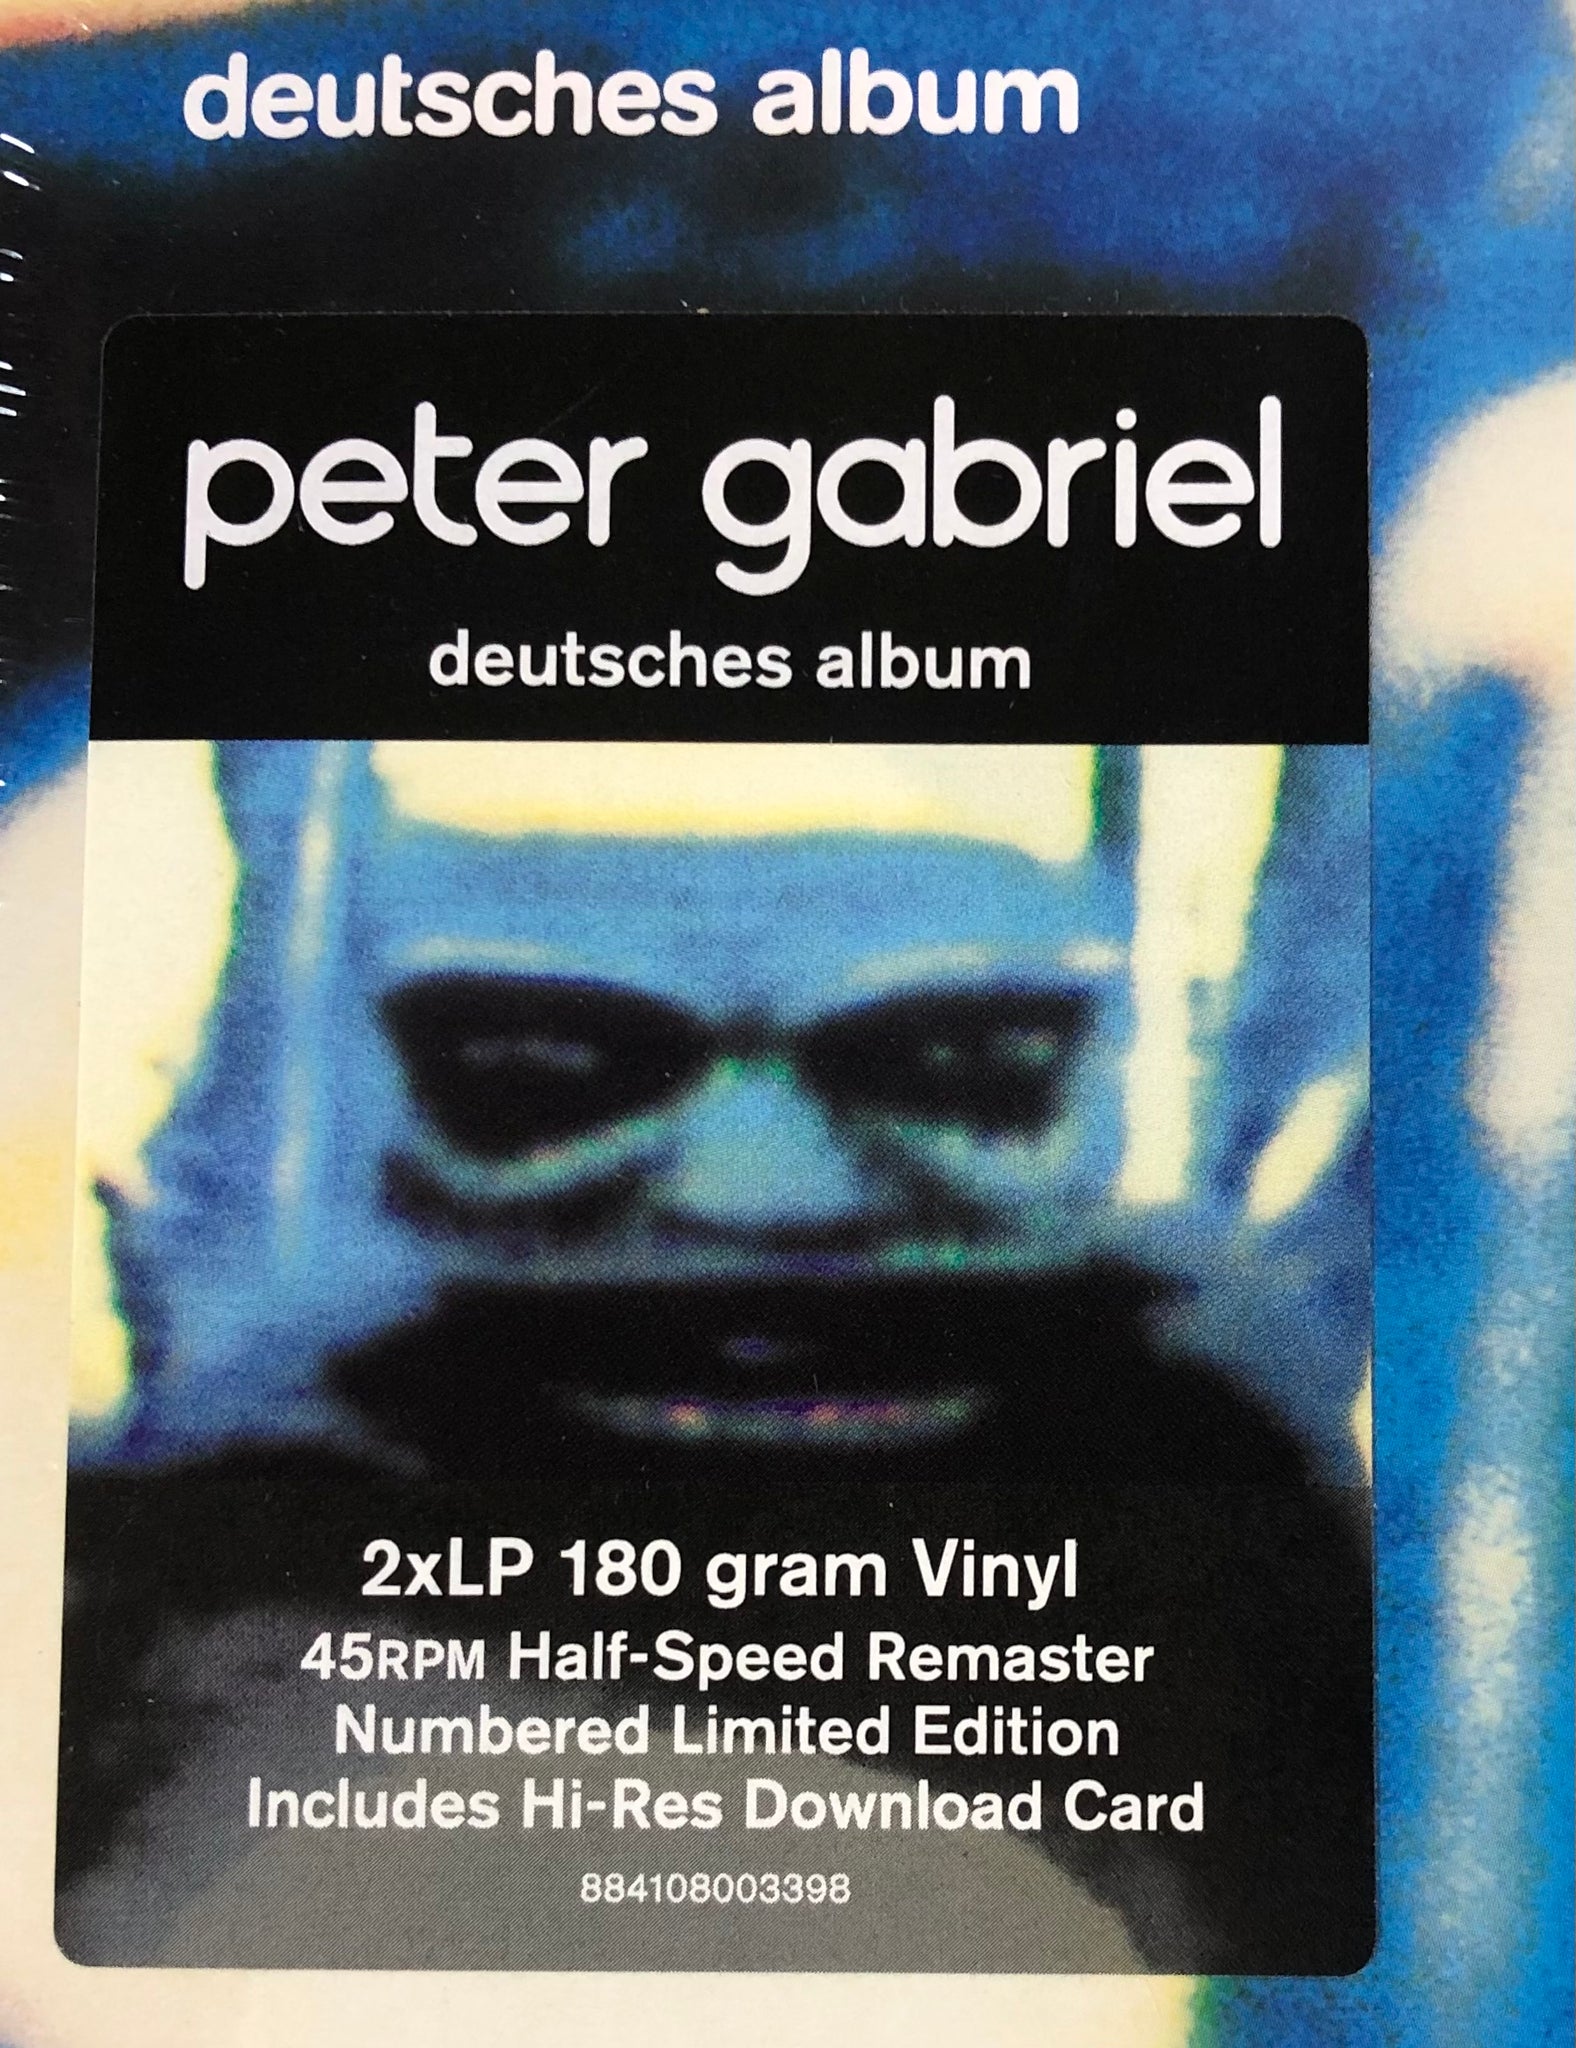 deutsches album
peter gabriel
deutsches album
2xLP 180 gram Vinyl
45RPM Half-Speed Remaster
Numbered Limited Edition
Includes Hi-Res Download Card
884108003398